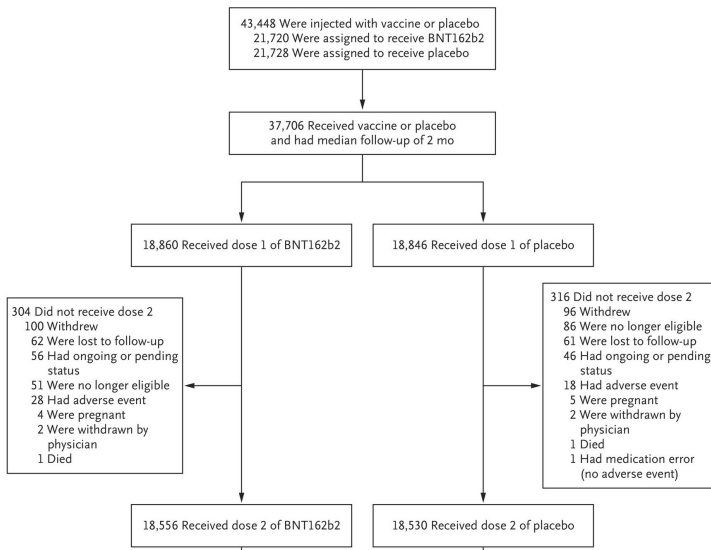 43,448 Were injected with vaccine or placebo
21,720 Were assigned to receive BNT162b2
21,728 Were assigned to receive placebo
37,706 Received vaccine or placebo
and had median follow-up of 2 mo
18,860 Received dose 1 of BNT162b2
18,846 Received dose 1 of placebo
304 Did not receive dose 2
100 Withdrew
62 Were lost to follow-up
56 Had ongoing or pending
status
51 Were no longer eligible
28 Had adverse event
4 Were pregnant
2 Were withdrawn by
physician
1 Died
316 Did not receive dose 2
96 Withdrew
86 Were no longer eligible
61 Were lost to follow-up
46 Had ongoing or pending
status
18 Had adverse event
5 Were pregnant
2 Were withdrawn by
physician
1 Died
1 Had medication error
(no adverse event)
18,556 Received dose 2 of BNT162b2
18,530 Received dose 2 of placebo